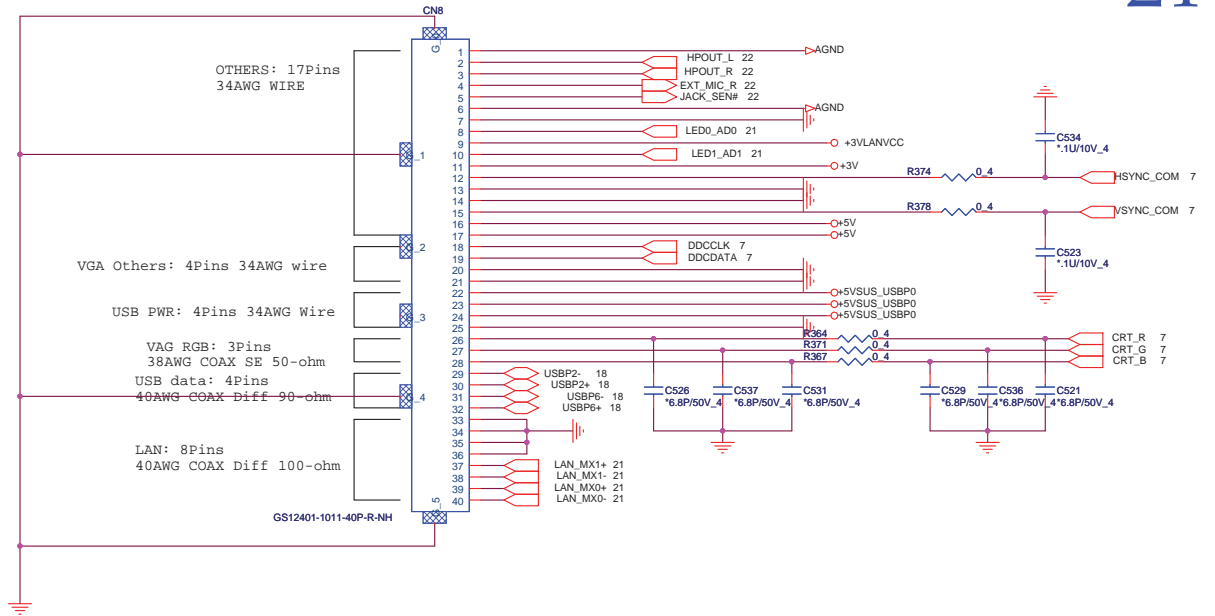 CN8
G_0
OTHERS: 17Pins
34AWG WIRE
G_1
G_2
VGA Others: 4Pins 34AWG wire
USB PWR: 4Pins 34AWG Wire
G_3
VAG RGB: 3Pins
38AWG COAX SE 50-ohm
USB data: 4Pins
40AWG COAX Diff 90-ohm
G_4
LAN: 8Pins
40AWG COAX Diff 100-ohm
G_5
GS12401-1011-40P-R-NH
1 AGND
2 HPOUT_L 22
3 HPOUT_R 22
4 EXT_MIC_R 22
5 JACK_SEN# 22
6 AGND
7
8 LED0_AD0 21
9 +3VLANVCC
10 LED1_AD1 21
11 +3V
12 R374 0_4 HSYNC_COM 7
13
14
15 R378 0_4 VSYNC_COM 7
16 +5V
17 +5V
18 DDCCLK 7
19 DDCDATA 7
20
21
22 +5VSUS_USBP0
23 +5VSUS_USBP0
24 +5VSUS_USBP0
25
26 R364 0_4 CRT_R 7
27 R371 0_4 CRT_G 7
28 R367 0_4 CRT_B 7
29 USBP2- 18
30 USBP2+ 18
31 USBP6- 18
32 USBP6+ 18
33
34
35
36
37 LAN_MX1+ 21
38 LAN_MX1- 21
39 LAN_MX0+ 21
40 LAN_MX0- 21
C534
*.1U/10V_4
C523
*.1U/10V_4
C526
*6.8P/50V_4
C537
*6.8P/50V_4
C531
*6.8P/50V_4
C529
*6.8P/50V_4
C536
*6.8P/50V_4
C521
*6.8P/50V_4